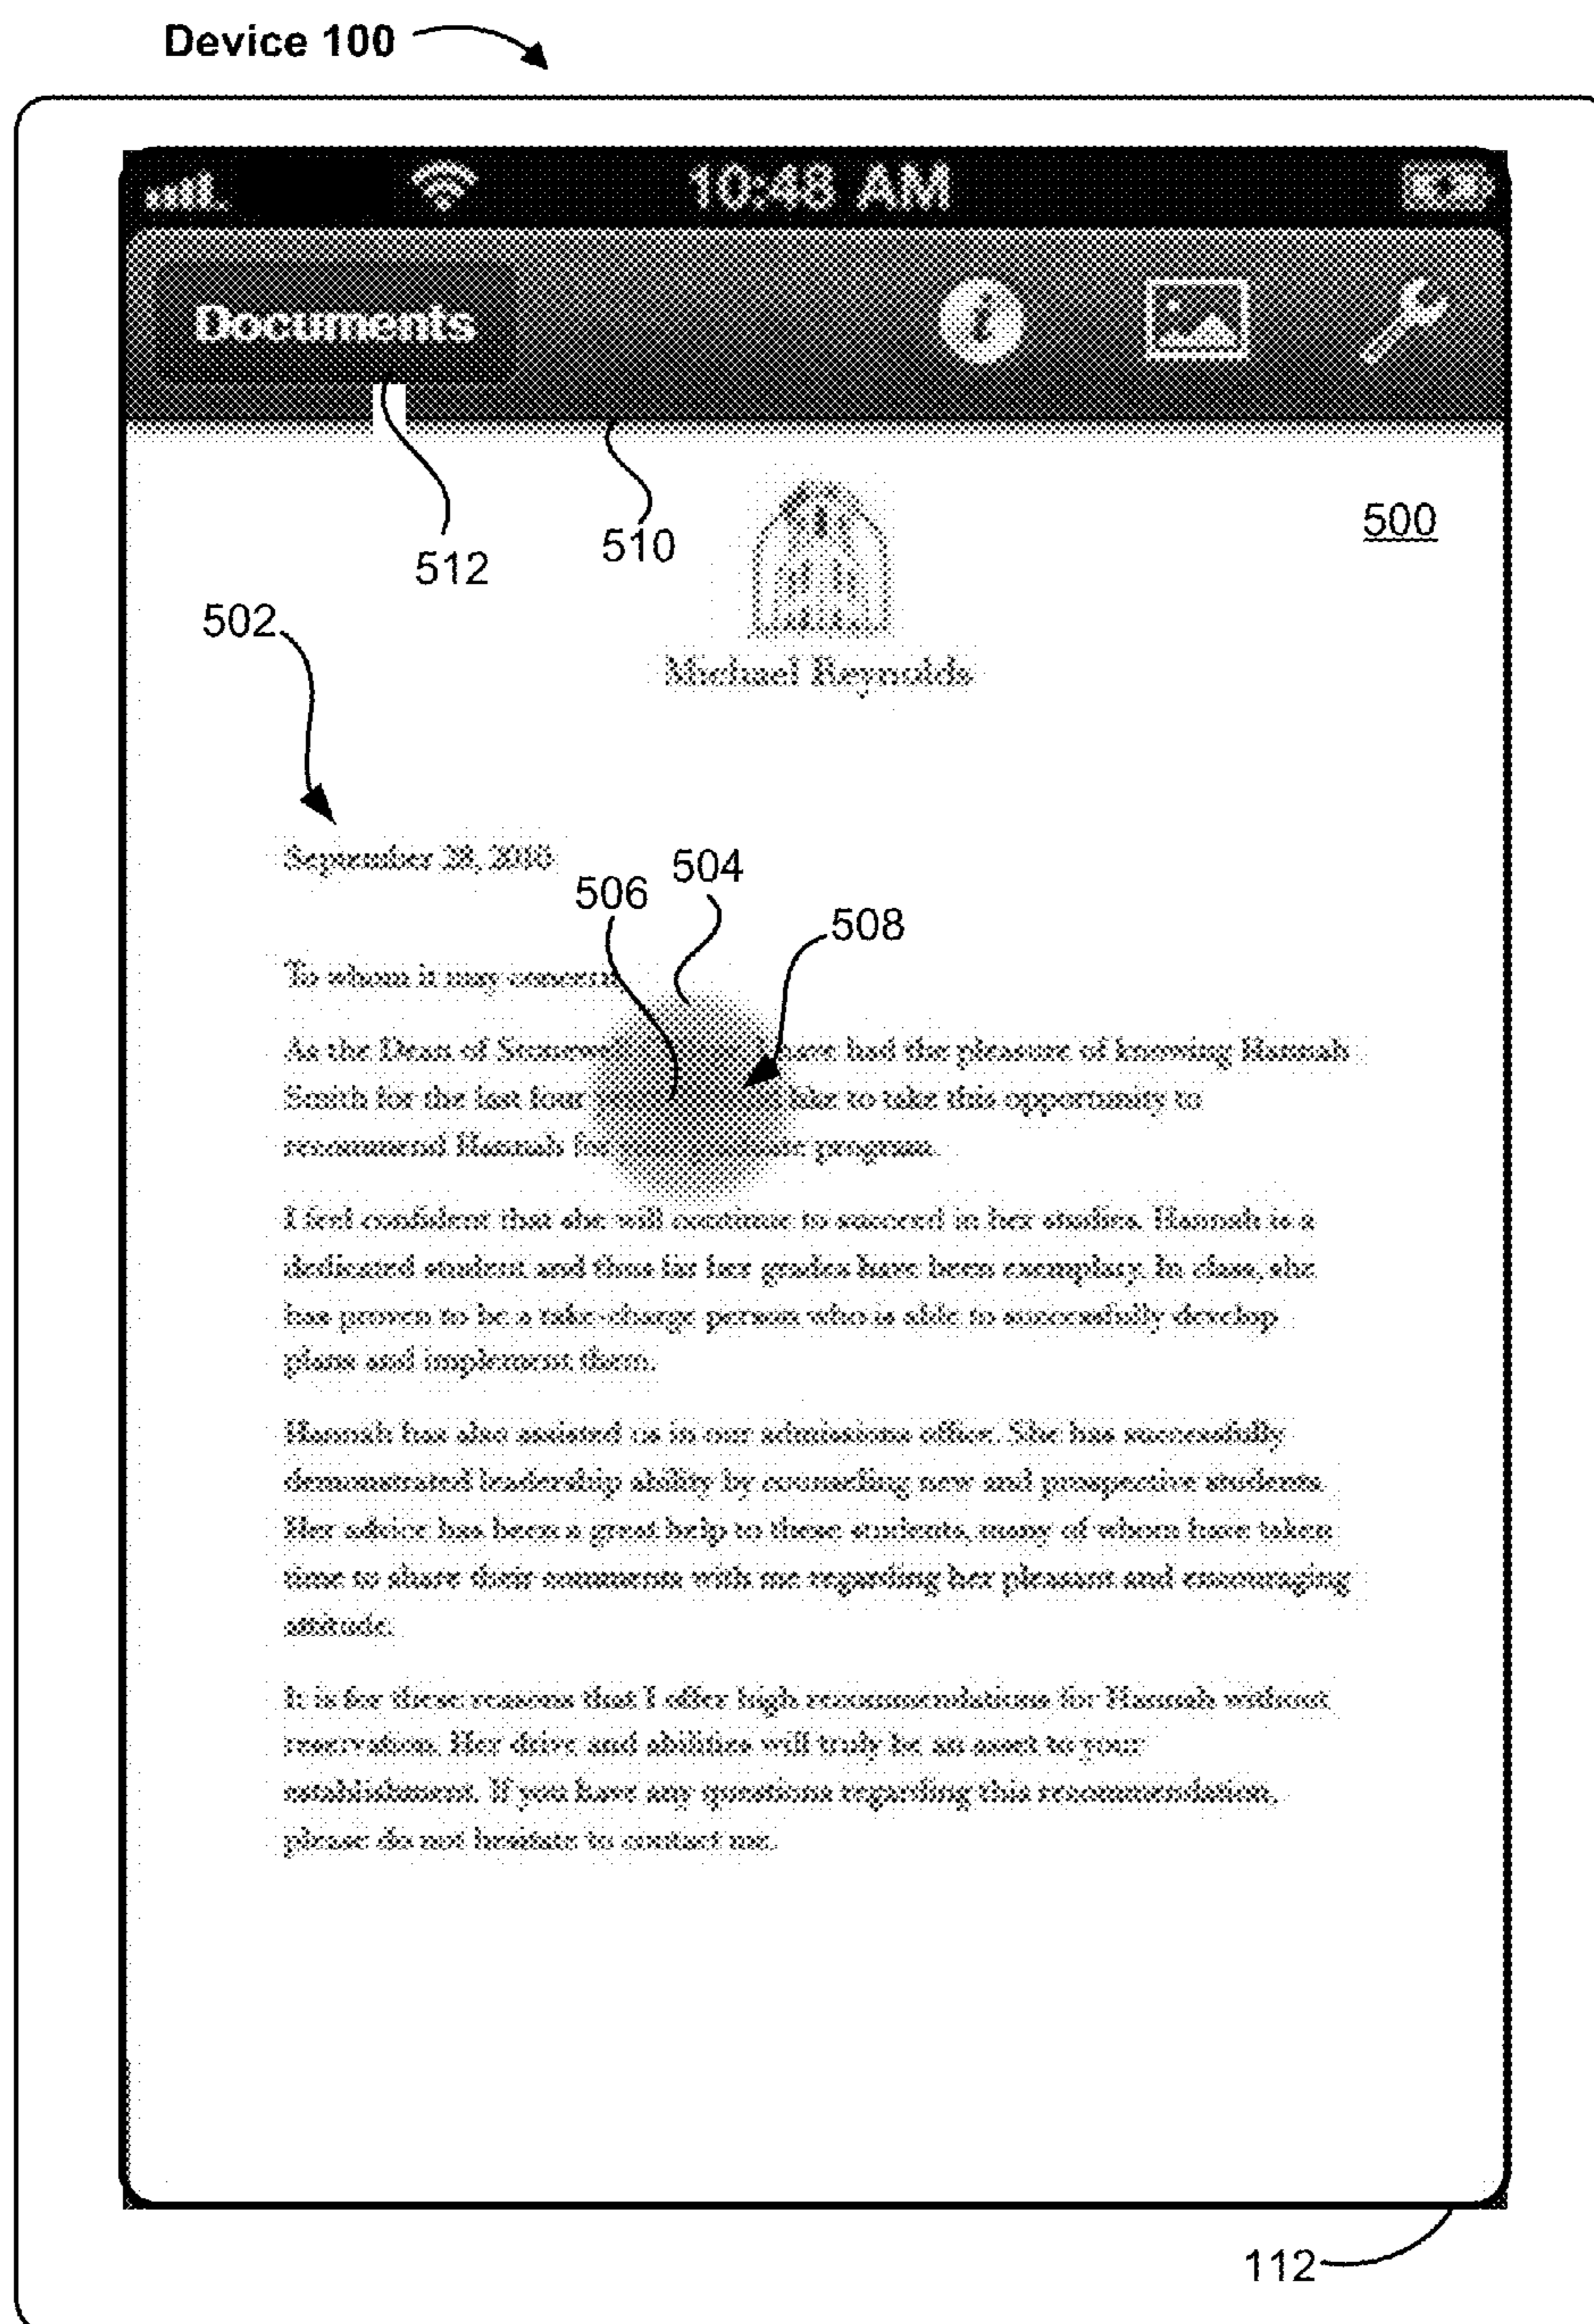 Device 100
10:48 AM
Documents
512
510
500
502
Michael Reynolds
September 28, 2010
504
506
508
To whom it may concern
As the Dean of have had the pleasure of knowing Hannah
Smith for the last four like to take this opportunity to
recommend Hannah for program.
I feel confident that she will continue to succeed in her studies. Hannah is a
dedicated student and thus far her grades have been exemplary. In class, she
has proven to be a take-charge person who is able to successfully develop
plans and implement them.
Hannah has also assisted us in our admissions office. She has successfully
demonstrated leadership ability by counseling new and prospective students.
Her advice has been a great help to these students, many of whom have taken
time to share their comments with me regarding her pleasant and encouraging
attitude.
It is for these reasons that I offer high recommendations for Hannah without
reservation. Her drive and abilities will truly be an asset to your
establishment. If you have any questions regarding this recommendation,
please do not hesitate to contact me.
112